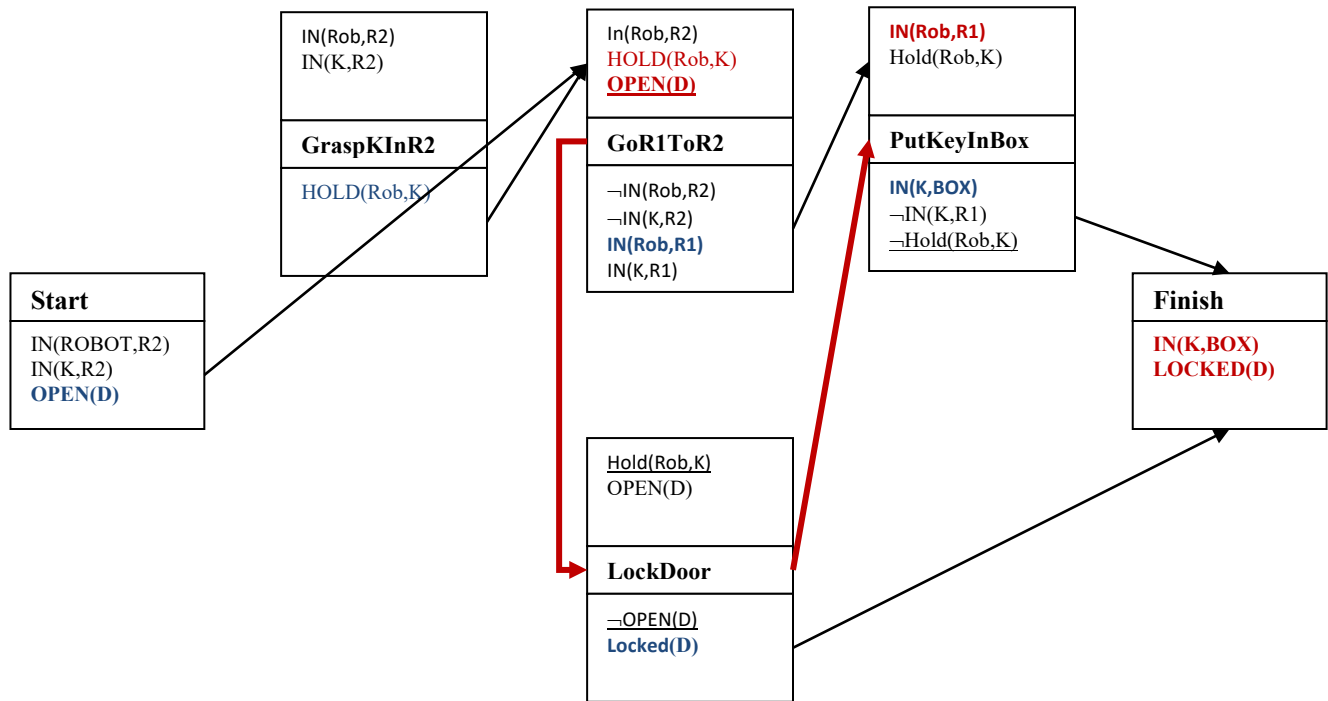 Start
IN(ROBOT,R2)
IN(K,R2)
OPEN(D)
IN(Rob,R2)
IN(K,R2)
GraspKInR2
HOLD(Rob,K)
In(Rob,R2)
HOLD(Rob,K)
OPEN(D)
GoR1ToR2
¬IN(Rob,R2)
¬IN(K,R2)
IN(Rob,R1)
IN(K,R1)
Hold(Rob,K)
OPEN(D)
LockDoor
¬OPEN(D)
Locked(D)
IN(Rob,R1)
Hold(Rob,K)
PutKeyInBox
IN(K,BOX)
¬IN(K,R1)
¬Hold(Rob,K)
Finish
IN(K,BOX)
LOCKED(D)